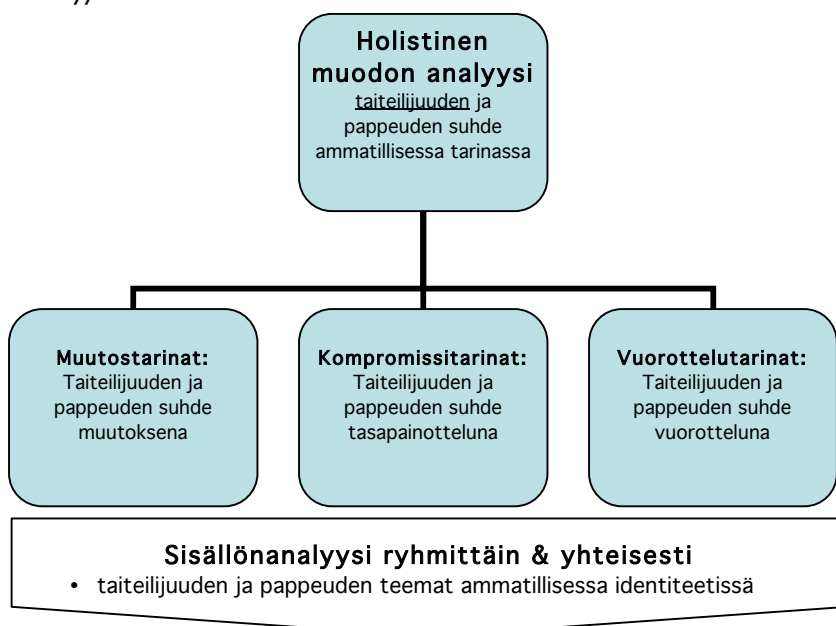 Holistinen
muodon analyysi
taiteilijuuden ja
pappeuden suhde
ammatillisessa tarinassa
Muutostarinat:
Taiteilijuuden ja
pappeuden suhde
muutoksena
Kompromissitarinat:
Taiteilijuuden ja
pappeuden suhde
tasapainotteluna
Vuorottelutarinat:
Taiteilijuuden ja
pappeuden suhde
vuorotteluna
Sisällönanalyysi ryhmittäin & yhteisesti
• taiteilijuuden ja pappeuden teemat ammatillisessa identiteetissä